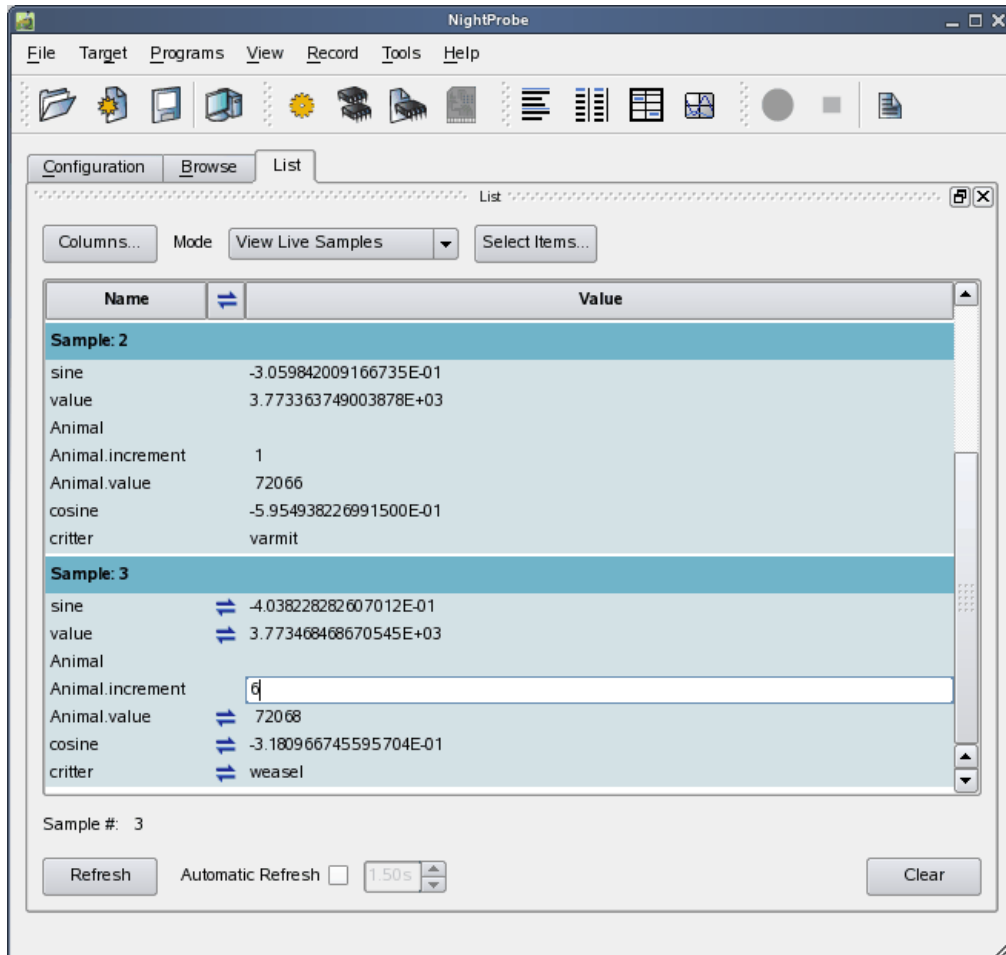 NightProbe
File Target Programs View Record Tools Help
Configuration Browse List
List
Columns... Mode View Live Samples Select Items...
Name Value
Sample: 2
sine -3.059842009166735E-01
value 3.773363749003878E+03
Animal
Animal.increment 1
Animal.value 72066
cosine -5.954938226991500E-01
critter varmit
Sample: 3
sine -4.038228282607012E-01
value 3.773468468670545E+03
Animal
Animal.increment 6
Animal.value 72068
cosine -3.180966745595704E-01
critter weasel
Sample #: 3
Refresh Automatic Refresh 1.50s Clear